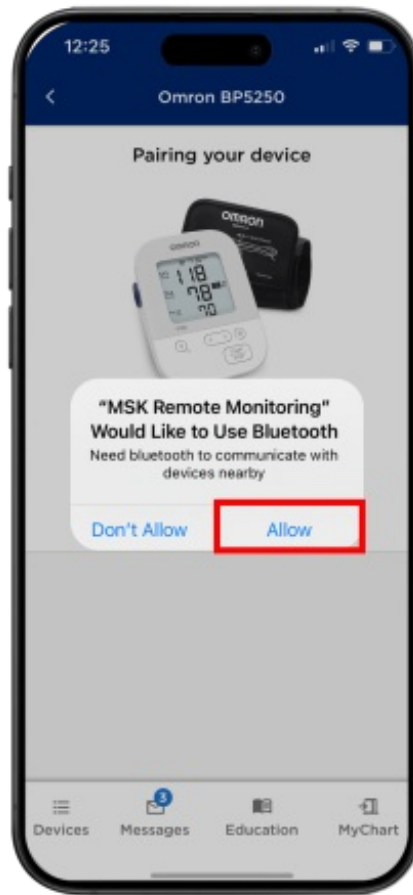 12:25
Omron BP5250
Pairing your device
OMRON
OMRON
118
78
70
"MSK Remote Monitoring"
Would Like to Use Bluetooth
Need bluetooth to communicate with
devices nearby
Don't Allow
Allow
3
Devices
Messages
Education
MyChart